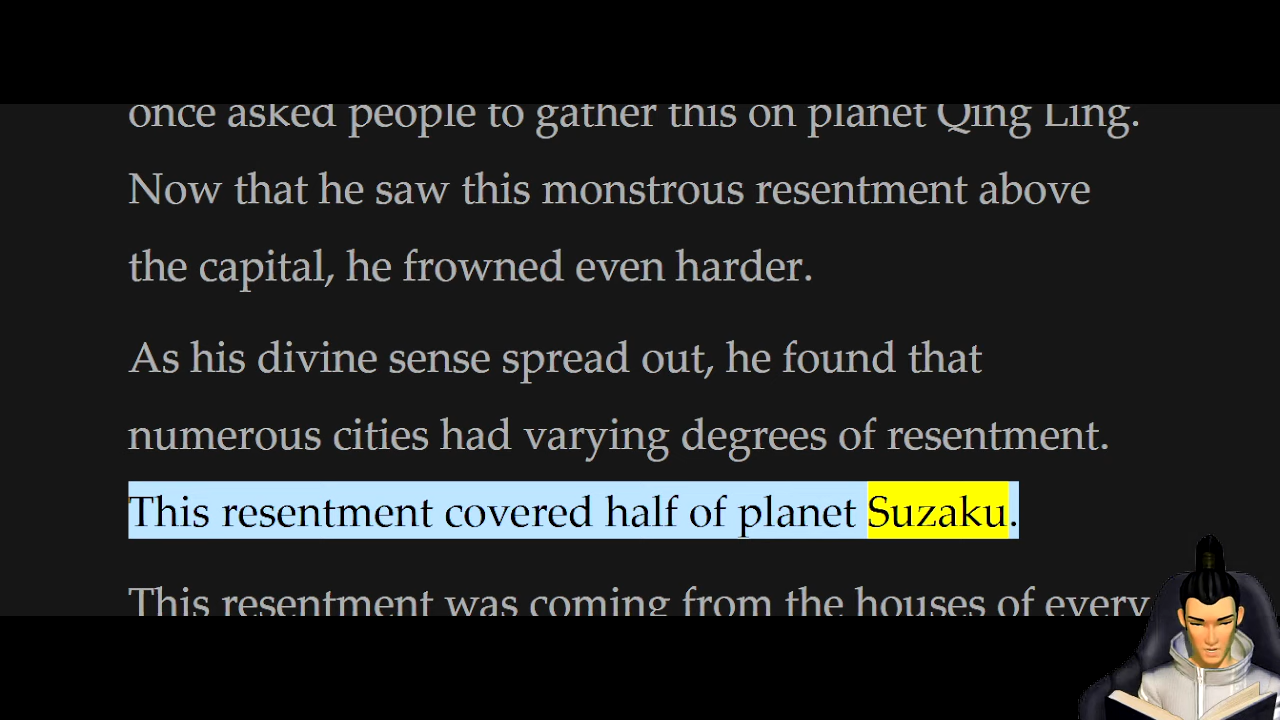 once asked people to gather this on planet Qing Ling.
Now that he saw this monstrous resentment above
the capital, he frowned even harder.
As his divine sense spread out, he found that
numerous cities had varying degrees of resentment.
This resentment covered half of planet Suzaku.
This resentment was coming from the houses of every